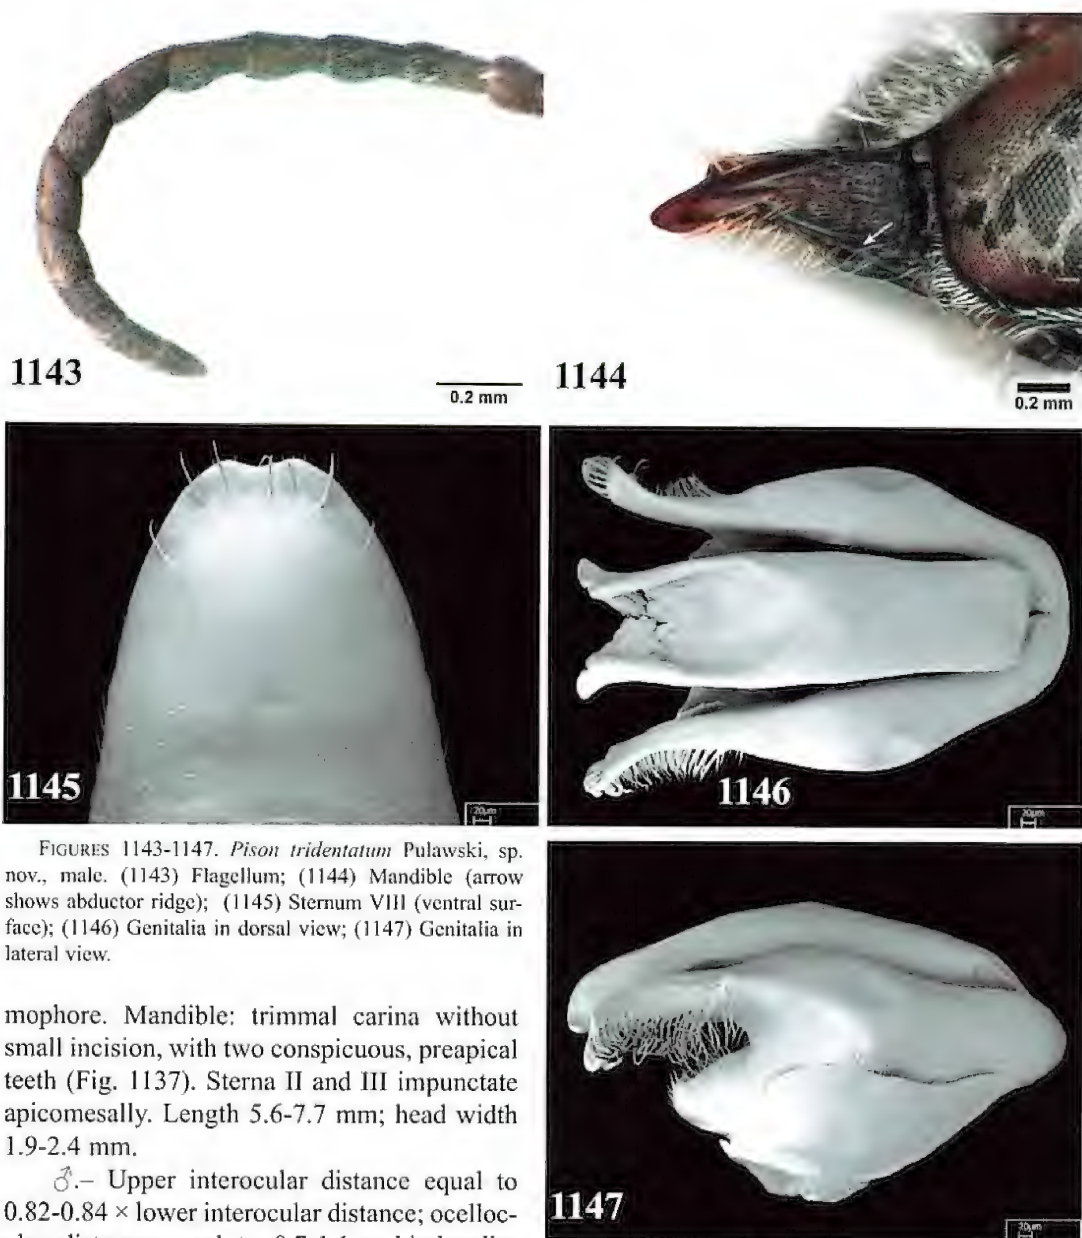 1143
0.2 mm
1144
0.2 mm
1145
20µm
1146
20µm
FIGURES 1143-1147. Pison tridentatum Pulawski, sp.
nov., male. (1143) Flagellum; (1144) Mandible (arrow
shows abductor ridge); (1145) Sternum VIII (ventral sur-
face); (1146) Genitalia in dorsal view; (1147) Genitalia in
lateral view.
1147
20µm
mophore. Mandible: trimmal carina without
small incision, with two conspicuous, preapical
teeth (Fig. 1137). Sterna II and III impunctate
apicomesally. Length 5.6-7.7 mm; head width
1.9-2.4 mm.
♂.– Upper interocular distance equal to
0.82-0.84 × lower interocular distance; ocelloc-